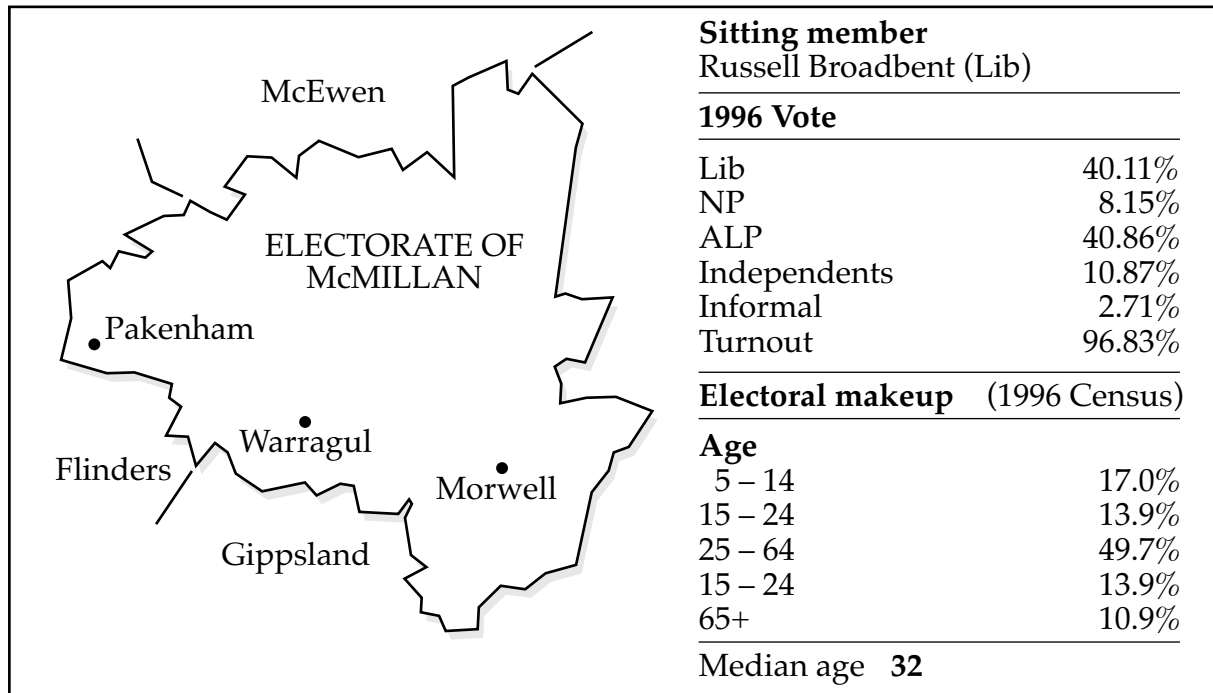 McEwen
ELECTORATE OF
McMILLAN
Pakenham
Warragul
Flinders
Morwell
Gippsland
Sitting member
Russell Broadbent (Lib)
1996 Vote
Lib 40.11%
NP 8.15%
ALP 40.86%
Independents 10.87%
Informal 2.71%
Turnout 96.83%
Electoral makeup (1996 Census)
Age
5 – 14 17.0%
15 – 24 13.9%
25 – 64 49.7%
15 – 24 13.9%
65+ 10.9%
Median age 32